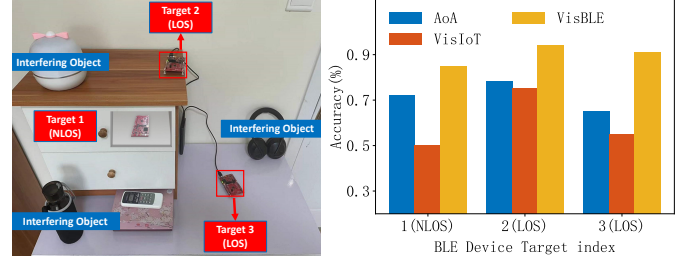 Target 2
(LOS)
Interfering Object
Target 1
(NLOS)
Interfering Object
Interfering Object
Target 3
(LOS)
AoA
VisBLE
VisIoT
Accuracy(%)
0.9
0.7
0.5
0.3
1(NLOS)
2(LOS)
3(LOS)
BLE Device Target index